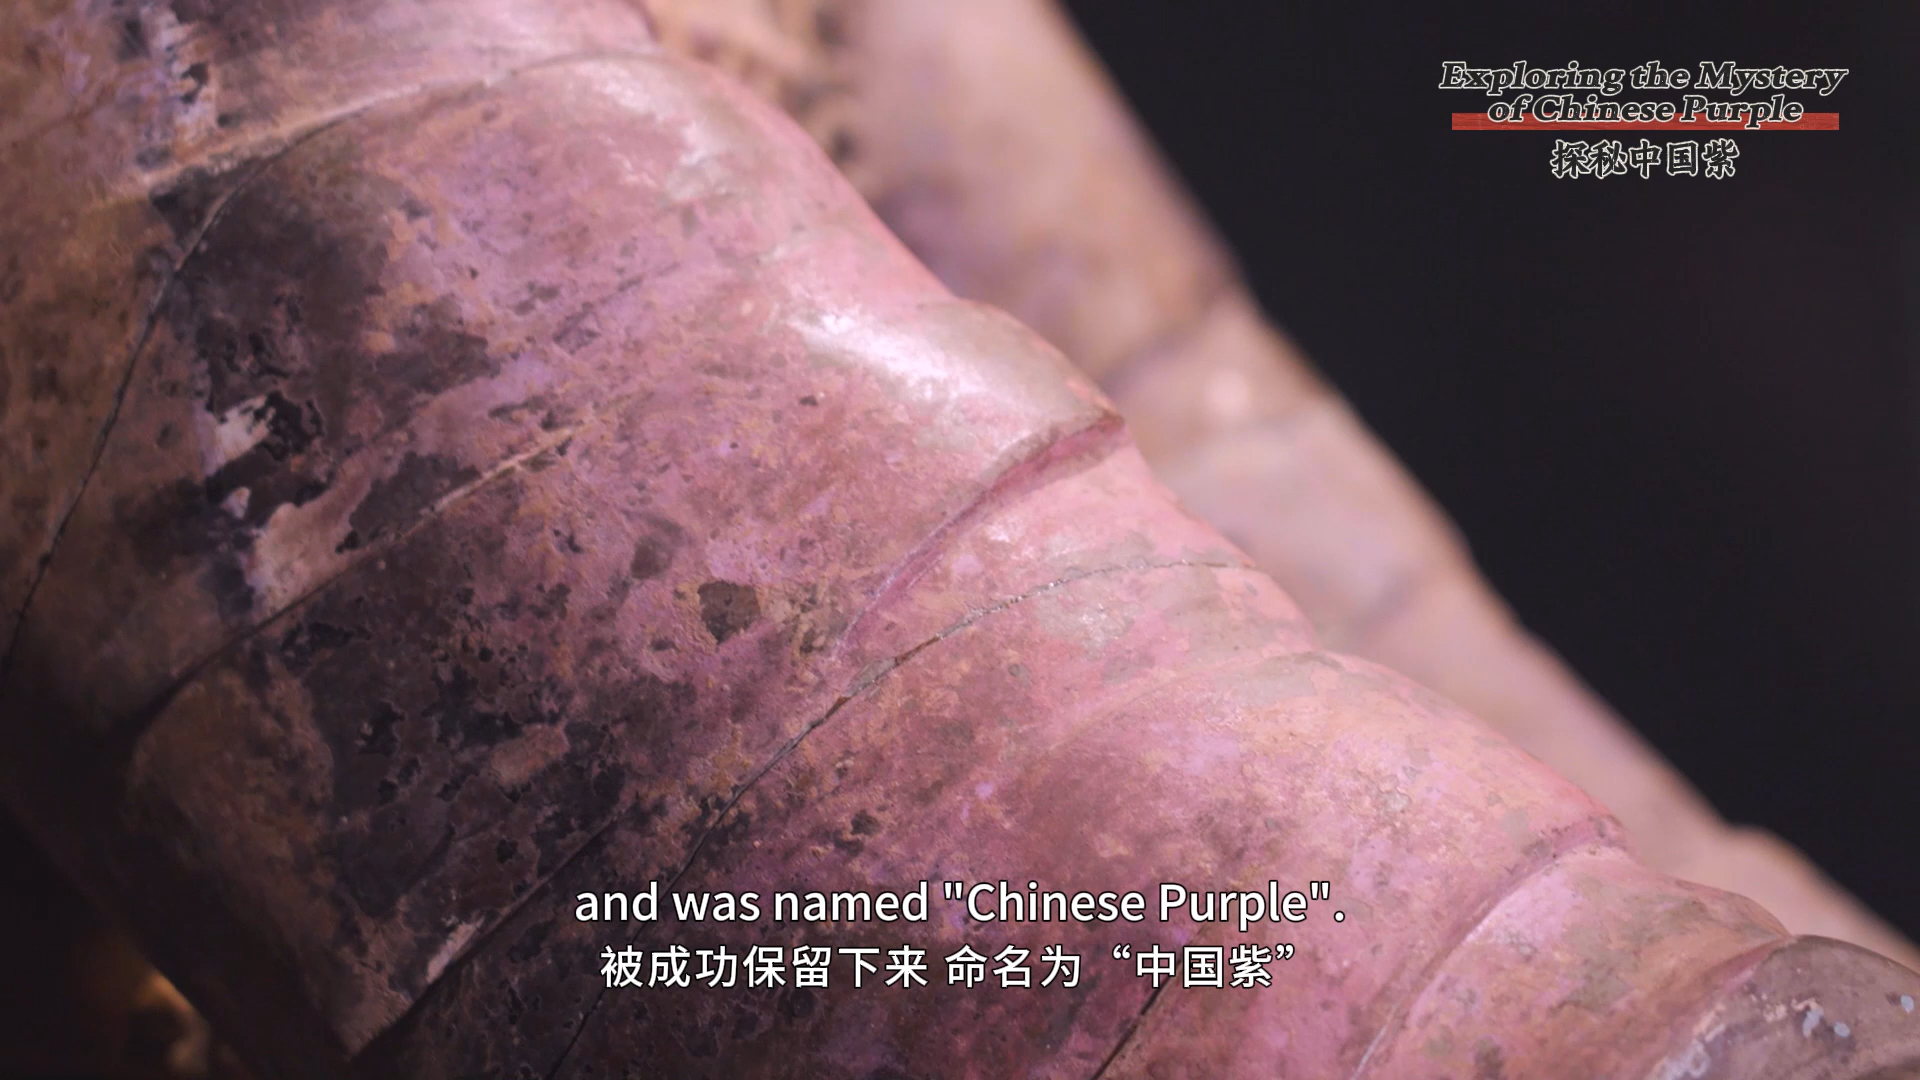 Exploring the Mystery
of Chinese Purple
探秘中国紫
and was named "Chinese Purple".
被成功保留下来 命名为“中国紫”